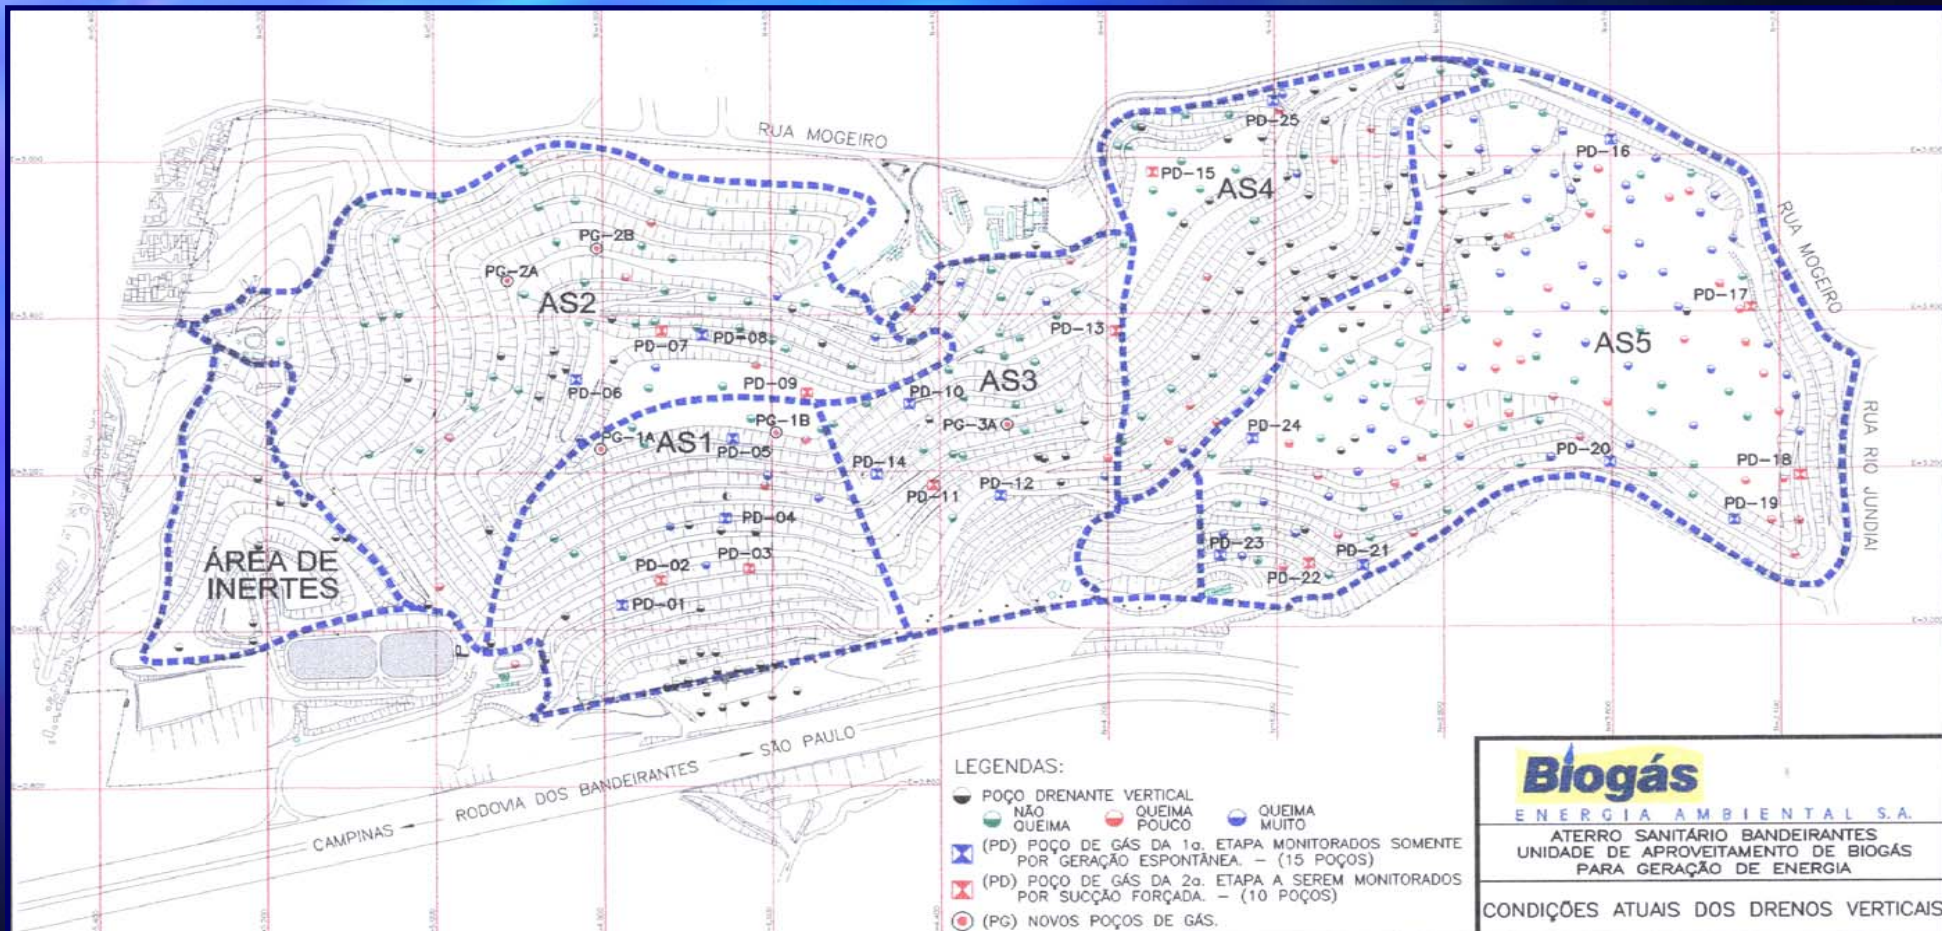 RUA MOGEIRO
PD-25
PD-16
PD-15
AS4
RUA MOGEIRO
PG-2B
PG-2A
AS2
PD-17
PD-13
AS5
PD-07
PD-08
PD-06
PD-09
PD-10
AS3
PG-1A
AS1
PG-1B
PG-3A
PD-24
RUA RIO JUNDIAI
PD-05
PD-14
PD-11
PD-12
PD-20
PD-18
PD-19
PD-04
PD-03
PD-02
PD-01
PD-23
PD-22
PD-21
ÁREA DE
INERTES
CAMPINAS
RODOVIA DOS BANDEIRANTES
SÃO PAULO
LEGENDAS:
POÇO DRENANTE VERTICAL
NÃO QUEIMA
QUEIMA POUCO
QUEIMA MUITO
(PD) POÇO DE GÁS DA 1a. ETAPA MONITORADOS SOMENTE
POR GERAÇÃO ESPONTÂNEA. – (15 POÇOS)
(PD) POÇO DE GÁS DA 2a. ETAPA A SEREM MONITORADOS
POR SUCÇÃO FORÇADA. – (10 POÇOS)
(PG) NOVOS POÇOS DE GÁS.
Biogás
ENERGIA AMBIENTAL S.A.
ATERRO SANITÁRIO BANDEIRANTES
UNIDADE DE APROVEITAMENTO DE BIOGÁS
PARA GERAÇÃO DE ENERGIA
CONDIÇÕES ATUAIS DOS DRENOS VERTICAIS